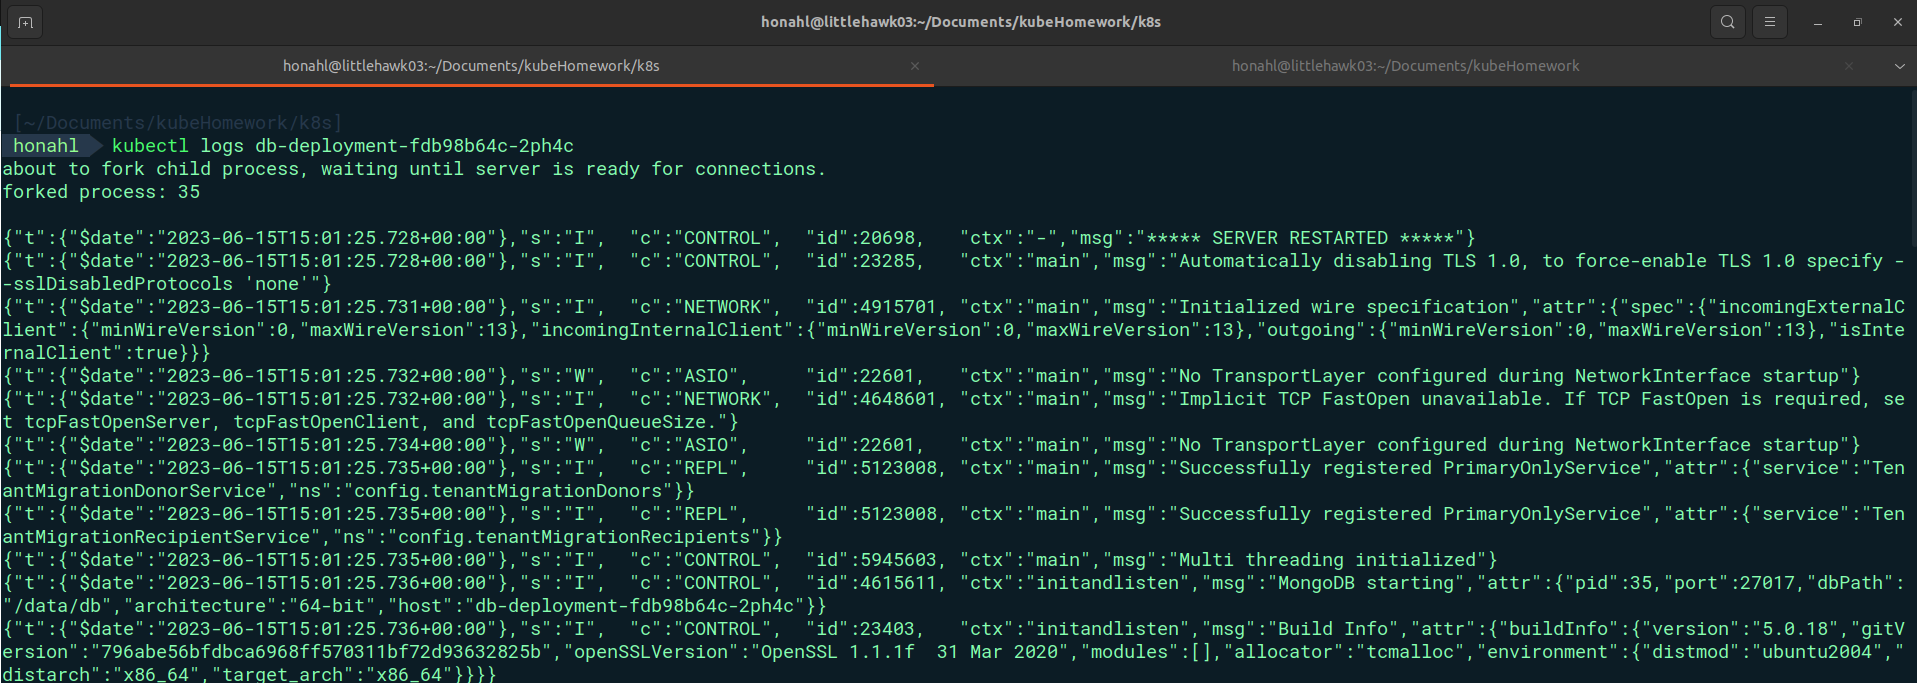 honahl@littlehawk03:~/Documents/kubeHomework/k8s
honahl@littlehawk03:~/Documents/kubeHomework/k8s
honahl@littlehawk03:~/Documents/kubeHomework
[~/Documents/kubeHomework/k8s]
honahl kubectl logs db-deployment-fdb98b64c-2ph4c
about to fork child process, waiting until server is ready for connections.
forked process: 35
{"t":{"$date":"2023-06-15T15:01:25.728+00:00"},"s":"I",  "c":"CONTROL",  "id":20698,   "ctx":"-","msg":"***** SERVER RESTARTED *****"}
{"t":{"$date":"2023-06-15T15:01:25.728+00:00"},"s":"I",  "c":"CONTROL",  "id":23285,   "ctx":"main","msg":"Automatically disabling TLS 1.0, to force-enable TLS 1.0 specify -
-sslDisabledProtocols 'none'"}
{"t":{"$date":"2023-06-15T15:01:25.731+00:00"},"s":"I",  "c":"NETWORK",  "id":4915701, "ctx":"main","msg":"Initialized wire specification","attr":{"spec":{"incomingExternalC
lient":{"minWireVersion":0,"maxWireVersion":13},"incomingInternalClient":{"minWireVersion":0,"maxWireVersion":13},"outgoing":{"minWireVersion":0,"maxWireVersion":13},"isInte
rnalClient":true}}}
{"t":{"$date":"2023-06-15T15:01:25.732+00:00"},"s":"W",  "c":"ASIO",     "id":22601,   "ctx":"main","msg":"No TransportLayer configured during NetworkInterface startup"}
{"t":{"$date":"2023-06-15T15:01:25.732+00:00"},"s":"I",  "c":"NETWORK",  "id":4648601, "ctx":"main","msg":"Implicit TCP FastOpen unavailable. If TCP FastOpen is required, se
t tcpFastOpenServer, tcpFastOpenClient, and tcpFastOpenQueueSize."}
{"t":{"$date":"2023-06-15T15:01:25.734+00:00"},"s":"W",  "c":"ASIO",     "id":22601,   "ctx":"main","msg":"No TransportLayer configured during NetworkInterface startup"}
{"t":{"$date":"2023-06-15T15:01:25.735+00:00"},"s":"I",  "c":"REPL",     "id":5123008, "ctx":"main","msg":"Successfully registered PrimaryOnlyService","attr":{"service":"Ten
antMigrationDonorService","ns":"config.tenantMigrationDonors"}}
{"t":{"$date":"2023-06-15T15:01:25.735+00:00"},"s":"I",  "c":"REPL",     "id":5123008, "ctx":"main","msg":"Successfully registered PrimaryOnlyService","attr":{"service":"Ten
antMigrationRecipientService","ns":"config.tenantMigrationRecipients"}}
{"t":{"$date":"2023-06-15T15:01:25.735+00:00"},"s":"I",  "c":"CONTROL",  "id":5945603, "ctx":"main","msg":"Multi threading initialized"}
{"t":{"$date":"2023-06-15T15:01:25.736+00:00"},"s":"I",  "c":"CONTROL",  "id":4615611, "ctx":"initandlisten","msg":"MongoDB starting","attr":{"pid":35,"port":27017,"dbPath":
"/data/db","architecture":"64-bit","host":"db-deployment-fdb98b64c-2ph4c"}}
{"t":{"$date":"2023-06-15T15:01:25.736+00:00"},"s":"I",  "c":"CONTROL",  "id":23403,   "ctx":"initandlisten","msg":"Build Info","attr":{"buildInfo":{"version":"5.0.18","gitV
ersion":"796abe56bfdbca6968ff570311bf72d93632825b","openSSLVersion":"OpenSSL 1.1.1f  31 Mar 2020","modules":[],"allocator":"tcmalloc","environment":{"distmod":"ubuntu2004","
distarch":"x86_64","target_arch":"x86_64"}}}}